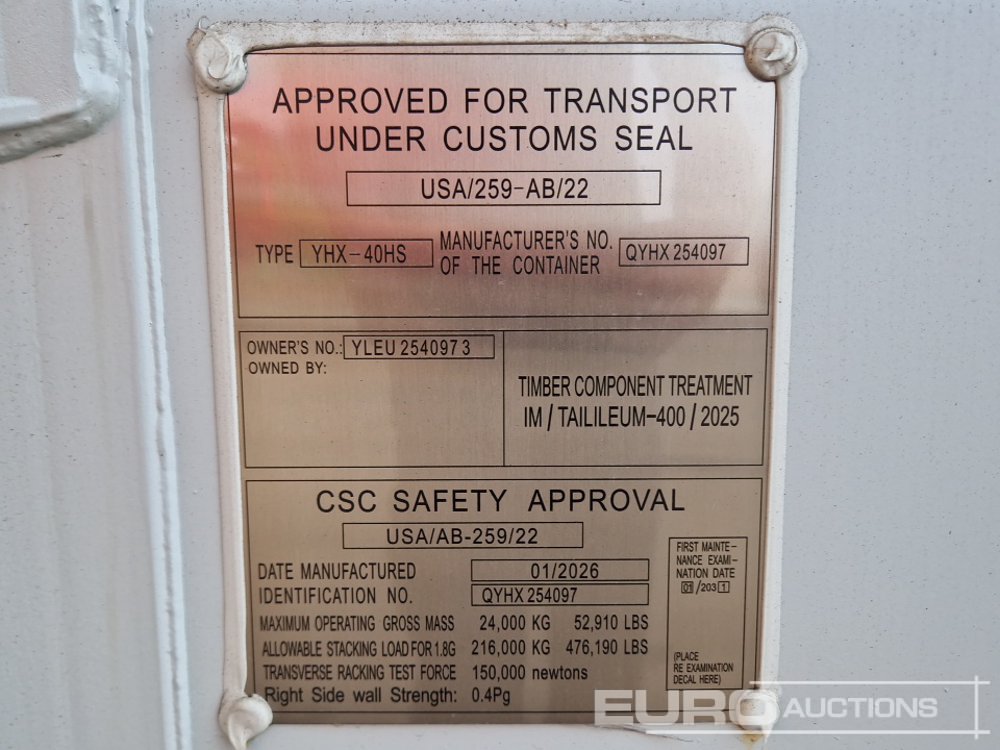 APPROVED FOR TRANSPORT
UNDER CUSTOMS SEAL
USA/259-AB/22
TYPE YHX-40HS MANUFACTURER'S NO. OF THE CONTAINER QYHX 254097
OWNER'S NO.: YLEU 254097 3
OWNED BY:
TIMBER COMPONENT TREATMENT
IM / TAILILEUM-400 / 2025
CSC SAFETY APPROVAL
USA/AB-259/22
DATE MANUFACTURED 01/2026
IDENTIFICATION NO. QYHX 254097
MAXIMUM OPERATING GROSS MASS 24,000 KG 52,910 LBS
ALLOWABLE STACKING LOAD FOR 1.8G 216,000 KG 476,190 LBS
TRANSVERSE RACKING TEST FORCE 150,000 newtons
Right Side wall Strength: 0.4Pg
FIRST MAINTE-
NANCE EXAMI-
NATION DATE
01/2031
(PLACE
RE EXAMINATION
DECAL HERE)
EURO AUCTIONS